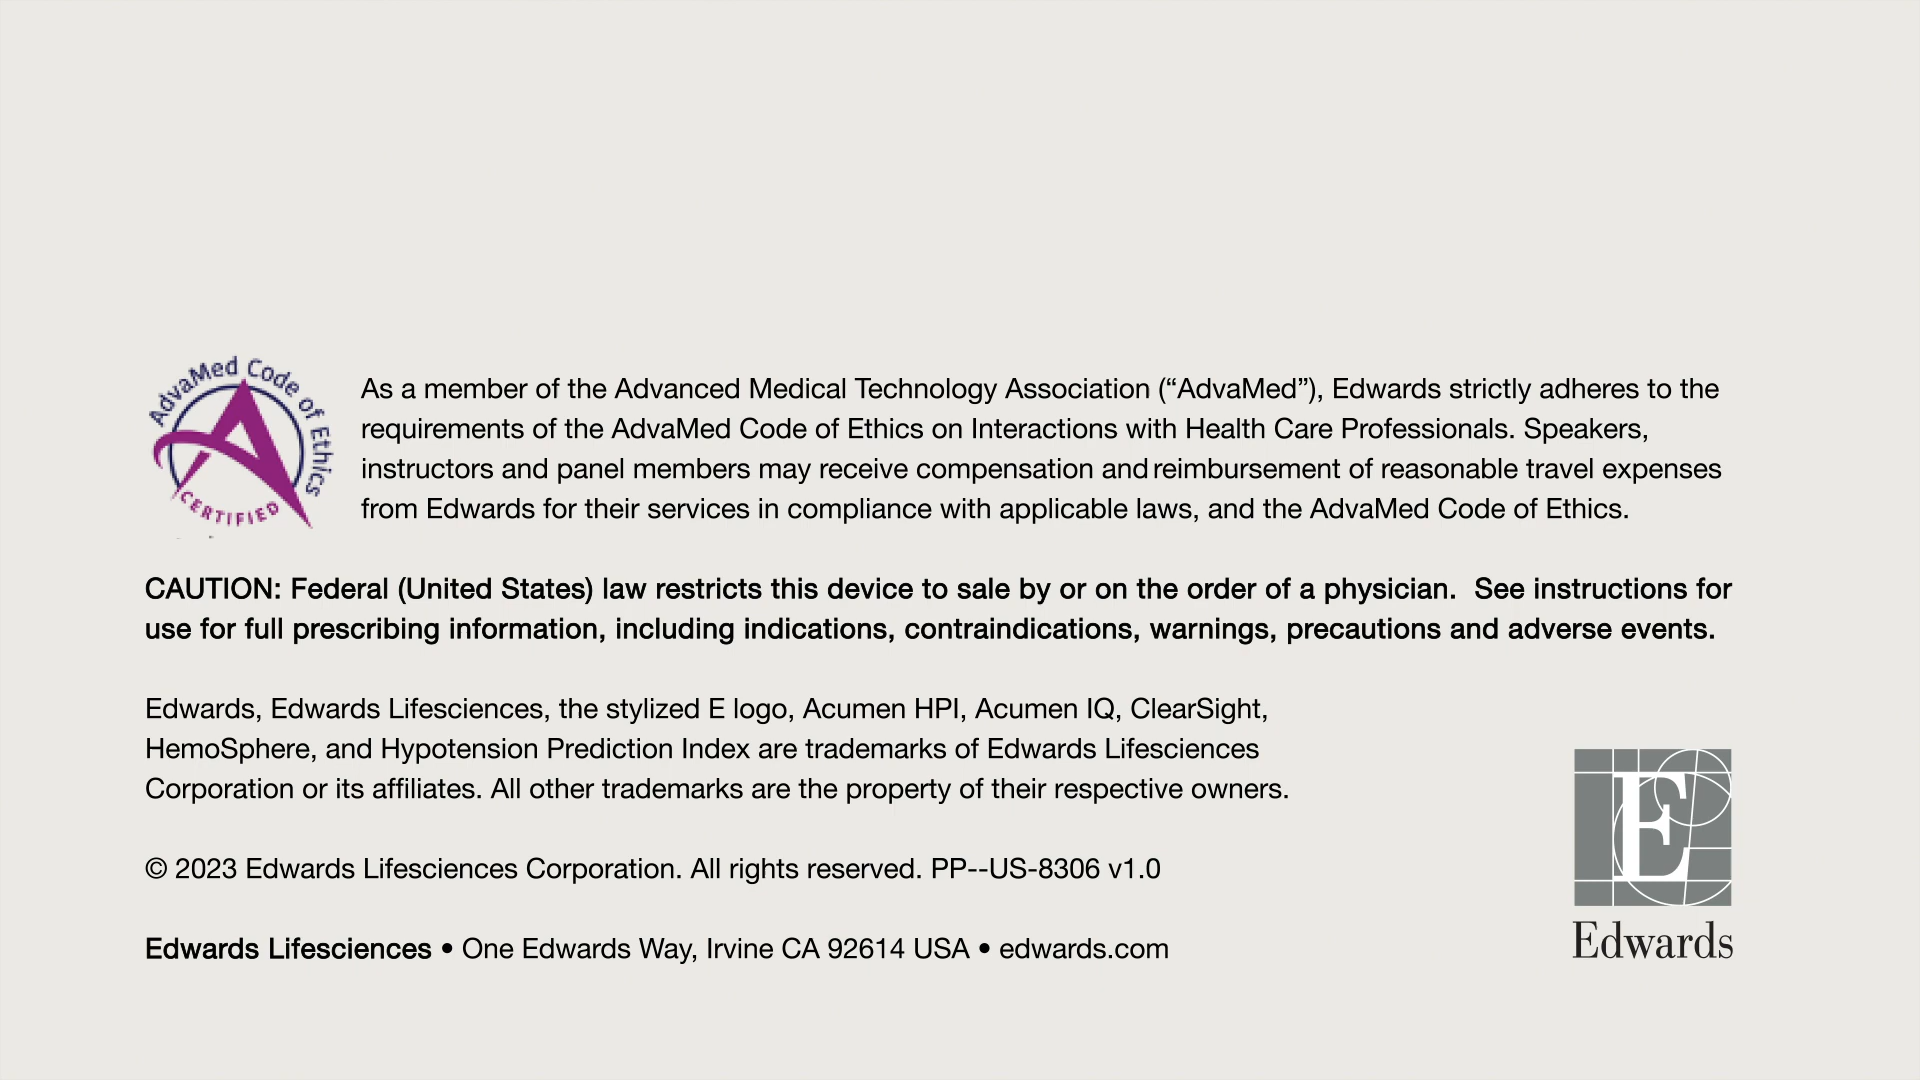 AdvaMed Code of Ethics
CERTIFIED
As a member of the Advanced Medical Technology Association (“AdvaMed”), Edwards strictly adheres to the
requirements of the AdvaMed Code of Ethics on Interactions with Health Care Professionals. Speakers,
instructors and panel members may receive compensation and reimbursement of reasonable travel expenses
from Edwards for their services in compliance with applicable laws, and the AdvaMed Code of Ethics.
CAUTION: Federal (United States) law restricts this device to sale by or on the order of a physician.  See instructions for
use for full prescribing information, including indications, contraindications, warnings, precautions and adverse events.
Edwards, Edwards Lifesciences, the stylized E logo, Acumen HPI, Acumen IQ, ClearSight,
HemoSphere, and Hypotension Prediction Index are trademarks of Edwards Lifesciences
Corporation or its affiliates. All other trademarks are the property of their respective owners.
© 2023 Edwards Lifesciences Corporation. All rights reserved. PP--US-8306 v1.0
Edwards Lifesciences • One Edwards Way, Irvine CA 92614 USA • edwards.com
E
Edwards